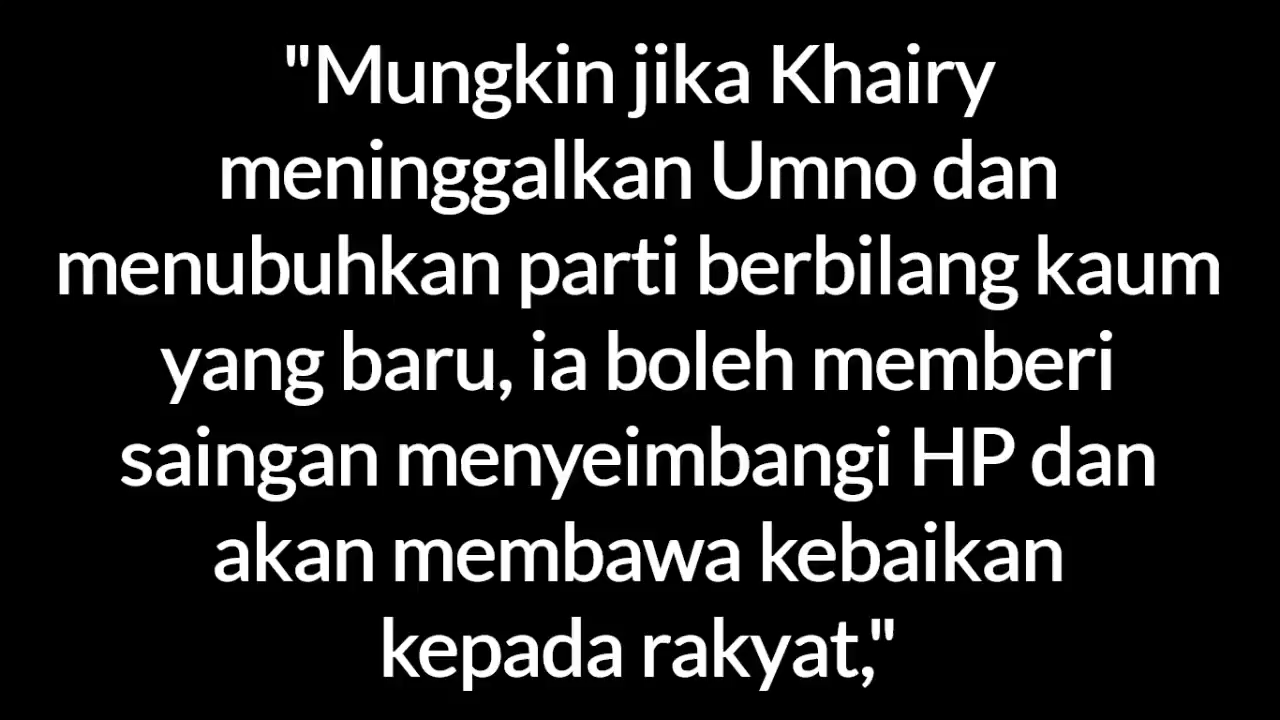 "Mungkin jika Khairy
meninggalkan Umno dan
menubuhkan parti berbilang kaum
yang baru, ia boleh memberi
saingan menyeimbangi HP dan
akan membawa kebaikan
kepada rakyat,"